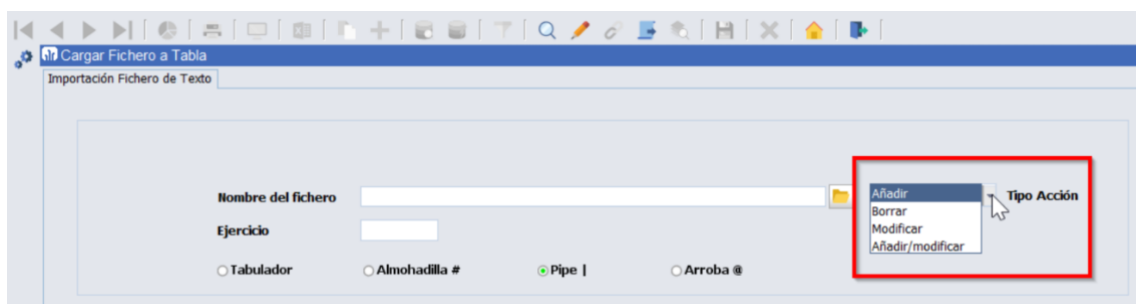 Cargar Fichero a Tabla
Importación Fichero de Texto
Nombre del fichero
Añadir
Tipo Acción
Borrar
Modificar
Añadir/modificar
Ejercicio
Tabulador
Almohadilla #
Pipe |
Arroba @